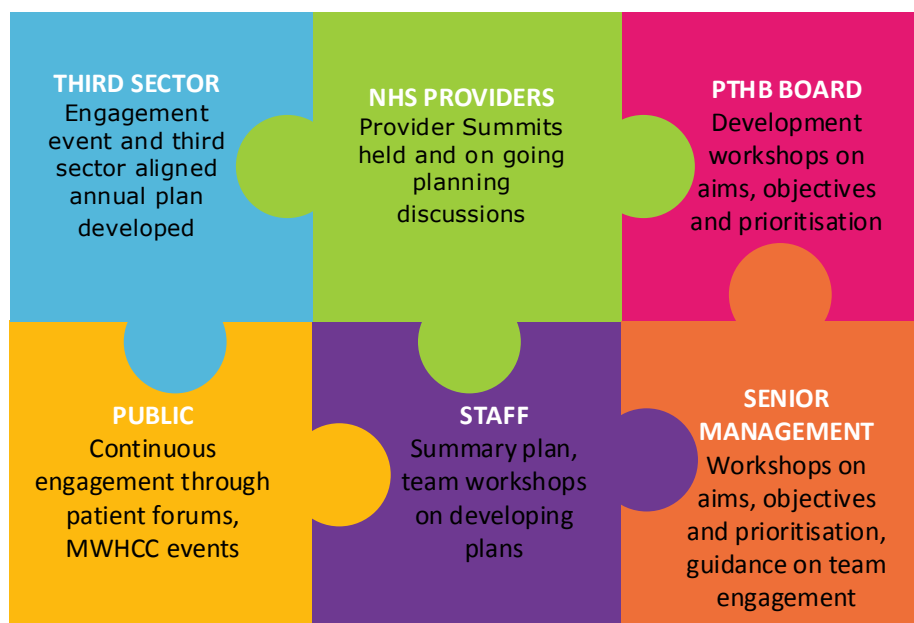 THIRD SECTOR
Engagement
event and third
sector aligned
annual plan
developed
NHS PROVIDERS
Provider Summits
held and on going
planning
discussions
PTHB BOARD
Development
workshops on
aims, objectives
and prioritisation
PUBLIC
Continuous
engagement through
patient forums,
MWHCC events
STAFF
Summary plan,
team workshops
on developing
plans
SENIOR
MANAGEMENT
Workshops on
aims, objectives
and prioritisation,
guidance on team
engagement